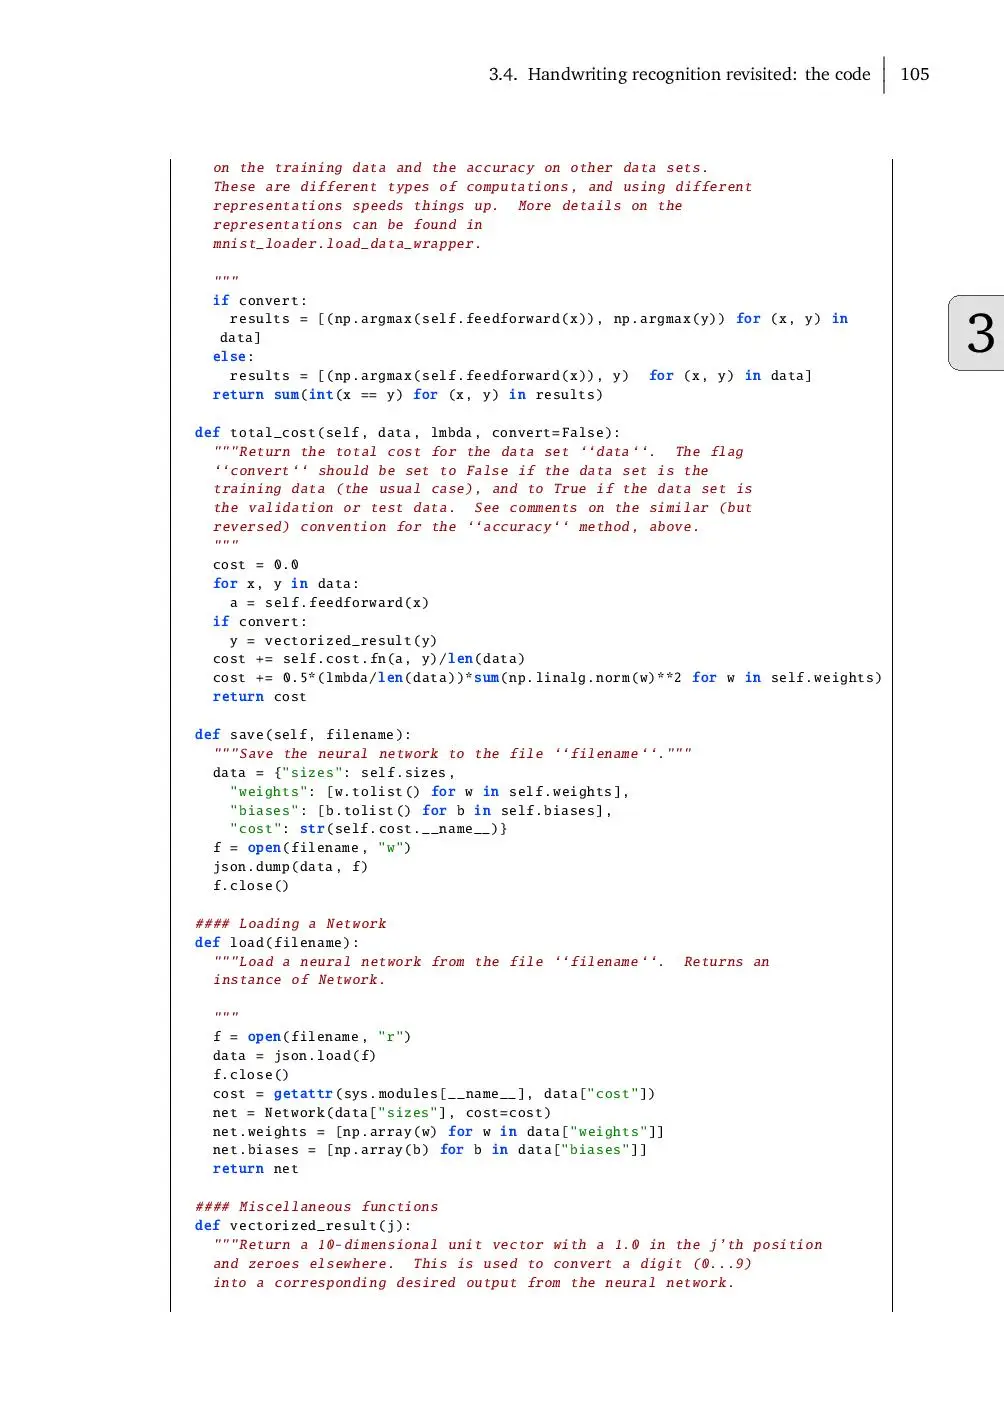 3.4. Handwriting recognition revisited: the code 105
on the training data and the accuracy on other data sets.
These are different types of computations, and using different
representations speeds things up.  More details on the
representations can be found in
mnist_loader.load_data_wrapper.
"""
if convert:
results = [(np.argmax(self.feedforward(x)), np.argmax(y)) for (x, y) in
data]
3
else:
results = [(np.argmax(self.feedforward(x)), y)  for (x, y) in data]
return sum(int(x == y) for (x, y) in results)
def total_cost(self, data, lmbda, convert=False):
"""Return the total cost for the data set ‘‘data‘‘.  The flag
‘‘convert‘‘ should be set to False if the data set is the
training data (the usual case), and to True if the data set is
the validation or test data.  See comments on the similar (but
reversed) convention for the ‘‘accuracy‘‘ method, above.
"""
cost = 0.0
for x, y in data:
a = self.feedforward(x)
if convert:
y = vectorized_result(y)
cost += self.cost.fn(a, y)/len(data)
cost += 0.5*(lmbda/len(data))*sum(np.linalg.norm(w)**2 for w in self.weights)
return cost
def save(self, filename):
"""Save the neural network to the file ‘‘filename‘‘."""
data = {"sizes": self.sizes,
"weights": [w.tolist() for w in self.weights],
"biases": [b.tolist() for b in self.biases],
"cost": str(self.cost.__name__)}
f = open(filename, "w")
json.dump(data, f)
f.close()
#### Loading a Network
def load(filename):
"""Load a neural network from the file ‘‘filename‘‘.  Returns an
instance of Network.
"""
f = open(filename, "r")
data = json.load(f)
f.close()
cost = getattr(sys.modules[__name__], data["cost"])
net = Network(data["sizes"], cost=cost)
net.weights = [np.array(w) for w in data["weights"]]
net.biases = [np.array(b) for b in data["biases"]]
return net
#### Miscellaneous functions
def vectorized_result(j):
"""Return a 10-dimensional unit vector with a 1.0 in the j’th position
and zeroes elsewhere.  This is used to convert a digit (0...9)
into a corresponding desired output from the neural network.